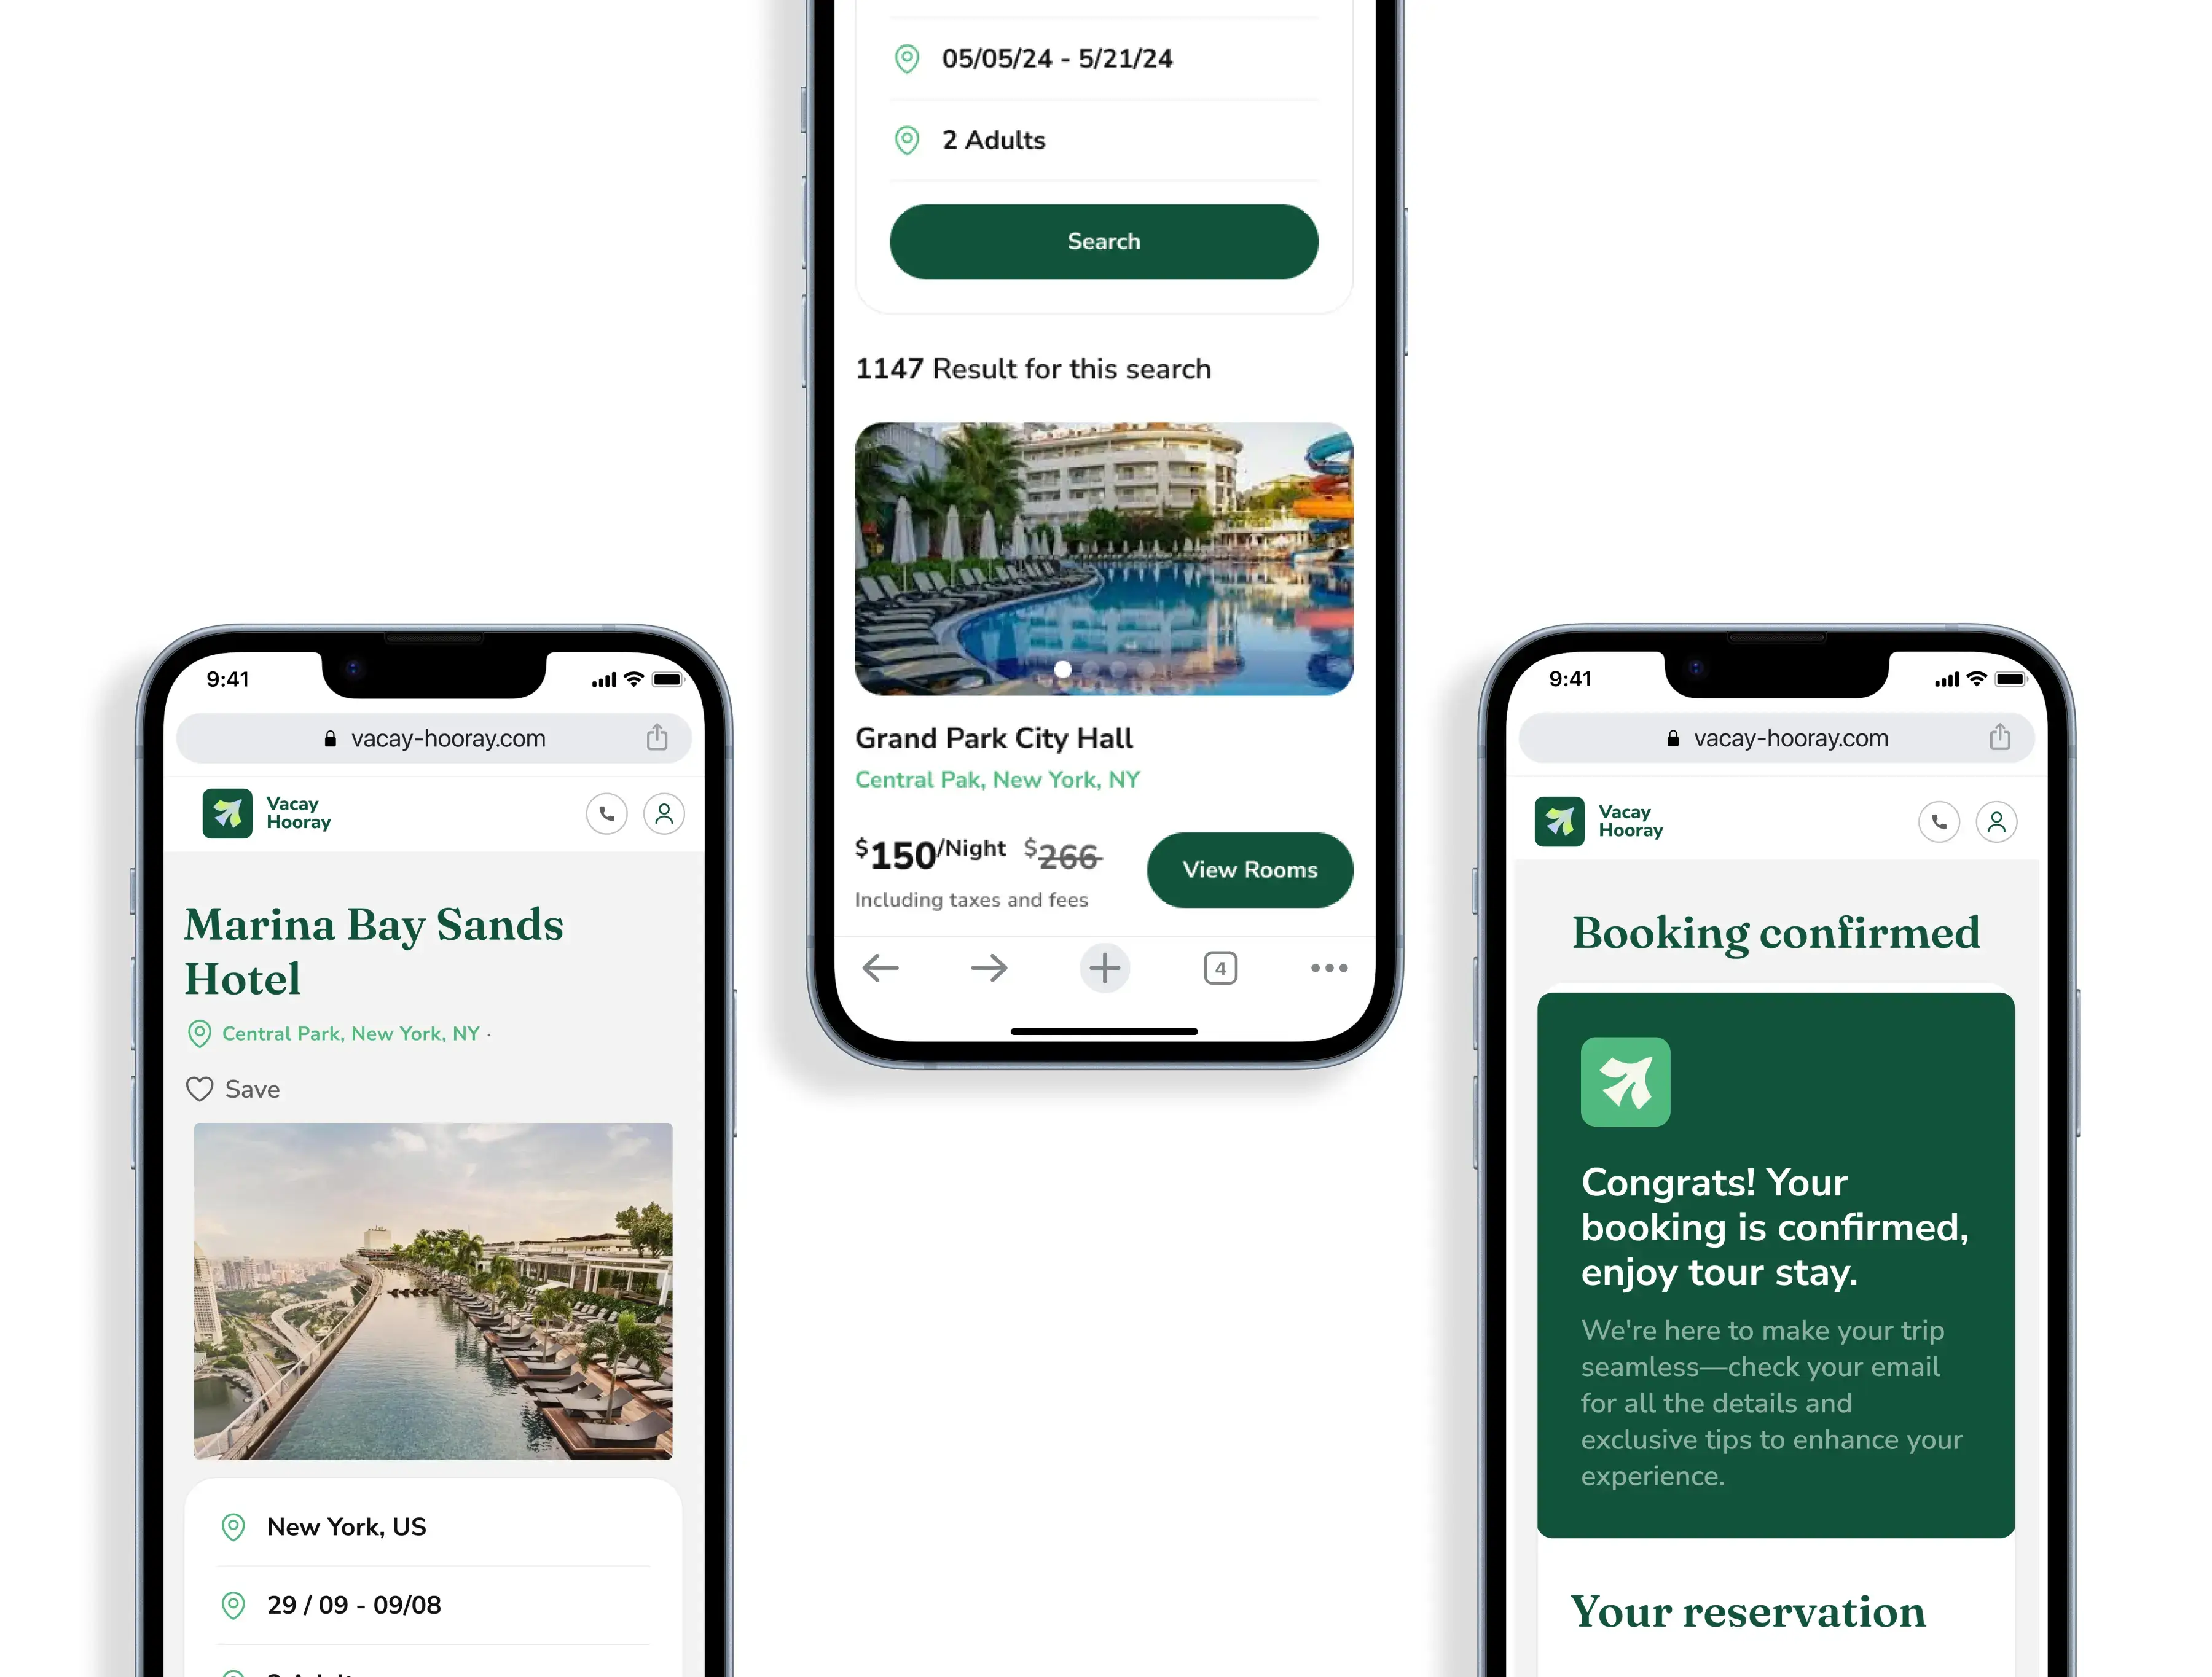 9:41
vacay-hooray.com
Vacay
Hooray
Marina Bay Sands
Hotel
Central Park, New York, NY ·
Save
New York, US
29 / 09 - 09/08
05/05/24 - 5/21/24
2 Adults
Search
1147 Result for this search
Grand Park City Hall
Central Pak, New York, NY
$150/Night $266
Including taxes and fees
View Rooms
4
9:41
vacay-hooray.com
Vacay
Hooray
Booking confirmed
Congrats! Your
booking is confirmed,
enjoy tour stay.
We're here to make your trip
seamless—check your email
for all the details and
exclusive tips to enhance your
experience.
Your reservation